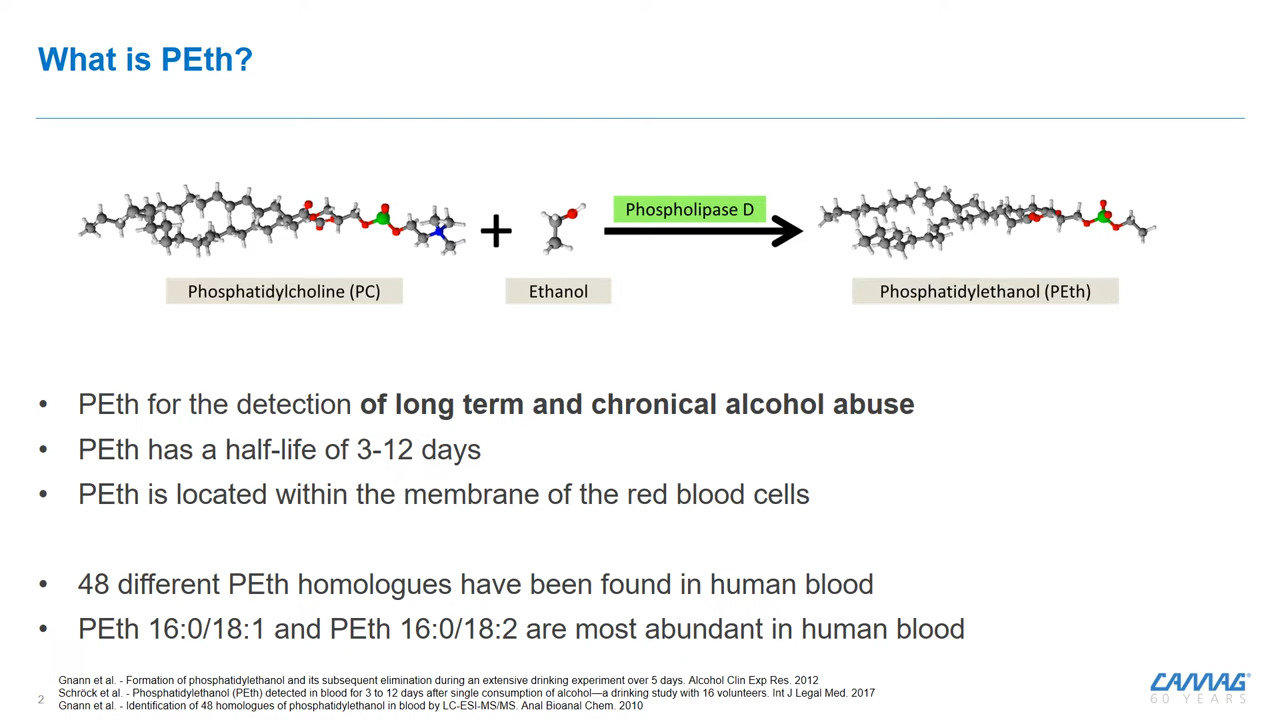 What is PEth?
Phospholipase D
Phosphatidylcholine (PC)
Ethanol
Phosphatidylethanol (PEth)
• PEth for the detection of long term and chronical alcohol abuse
• PEth has a half-life of 3-12 days
• PEth is located within the membrane of the red blood cells
• 48 different PEth homologues have been found in human blood
• PEth 16:0/18:1 and PEth 16:0/18:2 are most abundant in human blood
Gnann et al. - Formation of phosphatidylethanol and its subsequent elimination during an extensive drinking experiment over 5 days. Alcohol Clin Exp Res. 2012
Schröck et al. - Phosphatidylethanol (PEth) detected in blood for 3 to 12 days after single consumption of alcohol—a drinking study with 16 volunteers. Int J Legal Med. 2017
Gnann et al. - Identification of 48 homologues of phosphatidylethanol in blood by LC-ESI-MS/MS. Anal Bioanal Chem. 2010
2
CAMAG
60 YEARS